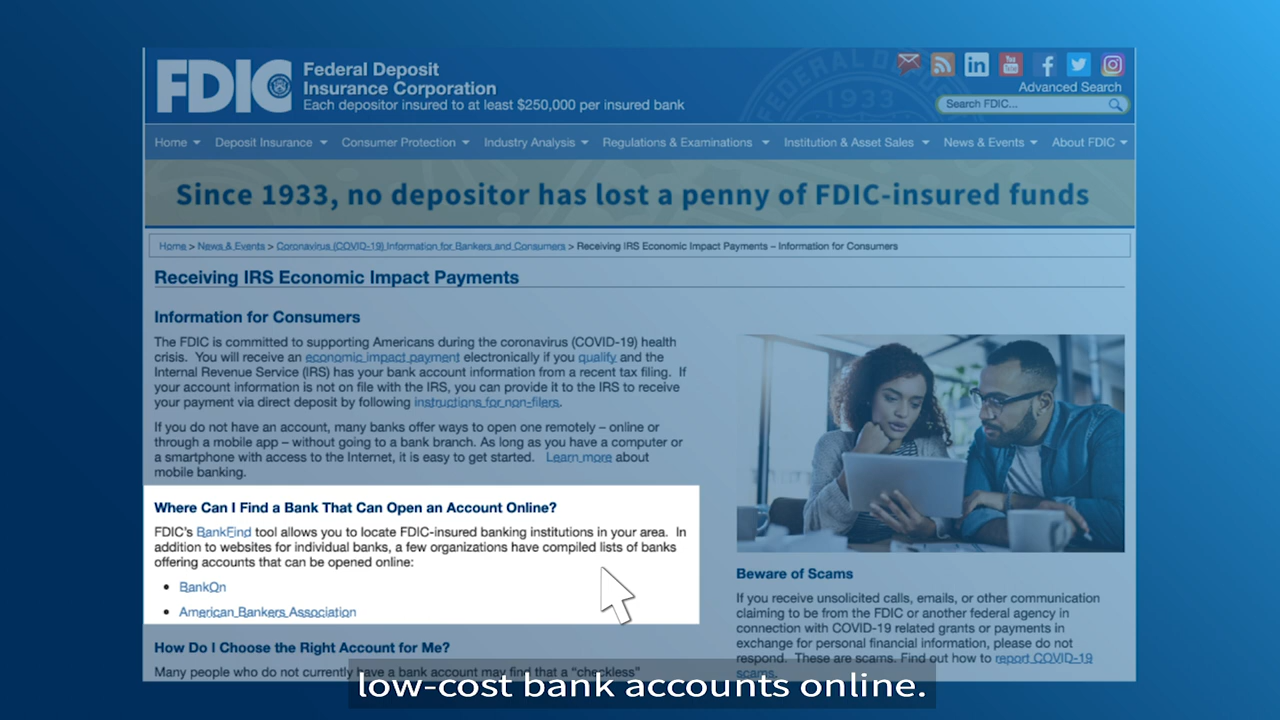 FDIC
Federal Deposit
Insurance Corporation
Each depositor insured to at least $250,000 per insured bank
Advanced Search
Search FDIC...
Home
Deposit Insurance
Consumer Protection
Industry Analysis
Regulations & Examinations
Institution & Asset Sales
News & Events
About FDIC
Since 1933, no depositor has lost a penny of FDIC-insured funds
Home > News & Events > Coronavirus (COVID-19) Information for Bankers and Consumers > Receiving IRS Economic Impact Payments – Information for Consumers
Receiving IRS Economic Impact Payments
Information for Consumers
The FDIC is committed to supporting Americans during the coronavirus (COVID-19) health
crisis. You will receive an economic impact payment electronically if you qualify and the
Internal Revenue Service (IRS) has your bank account information from a recent tax filing. If
your account information is not on file with the IRS, you can provide it to the IRS to receive
your payment via direct deposit by following instructions for non-filers.
If you do not have an account, many banks offer ways to open one remotely – online or
through a mobile app – without going to a bank branch. As long as you have a computer or
a smartphone with access to the Internet, it is easy to get started. Learn more about
mobile banking.
Where Can I Find a Bank That Can Open an Account Online?
FDIC's BankFind tool allows you to locate FDIC-insured banking institutions in your area. In
addition to websites for individual banks, a few organizations have compiled lists of banks
offering accounts that can be opened online:
• BankOn
• American Bankers Association
How Do I Choose the Right Account for Me?
Many people who do not currently have a bank account may find that a "checkless"
Beware of Scams
If you receive unsolicited calls, emails, or other communication
claiming to be from the FDIC or another federal agency in
connection with COVID-19 related grants or payments in
exchange for personal financial information, please do not
respond. These are scams. Find out how to report COVID-19
scams.
low-cost bank accounts online.